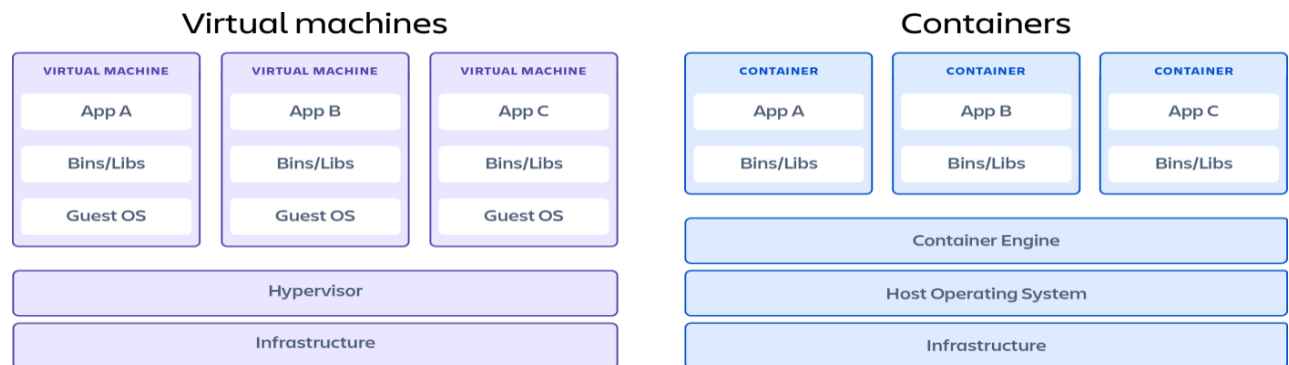 Virtual machines
VIRTUAL MACHINE
App A
Bins/Libs
Guest OS
VIRTUAL MACHINE
App B
Bins/Libs
Guest OS
VIRTUAL MACHINE
App C
Bins/Libs
Guest OS
Hypervisor
Infrastructure
Containers
CONTAINER
App A
Bins/Libs
CONTAINER
App B
Bins/Libs
CONTAINER
App C
Bins/Libs
Container Engine
Host Operating System
Infrastructure